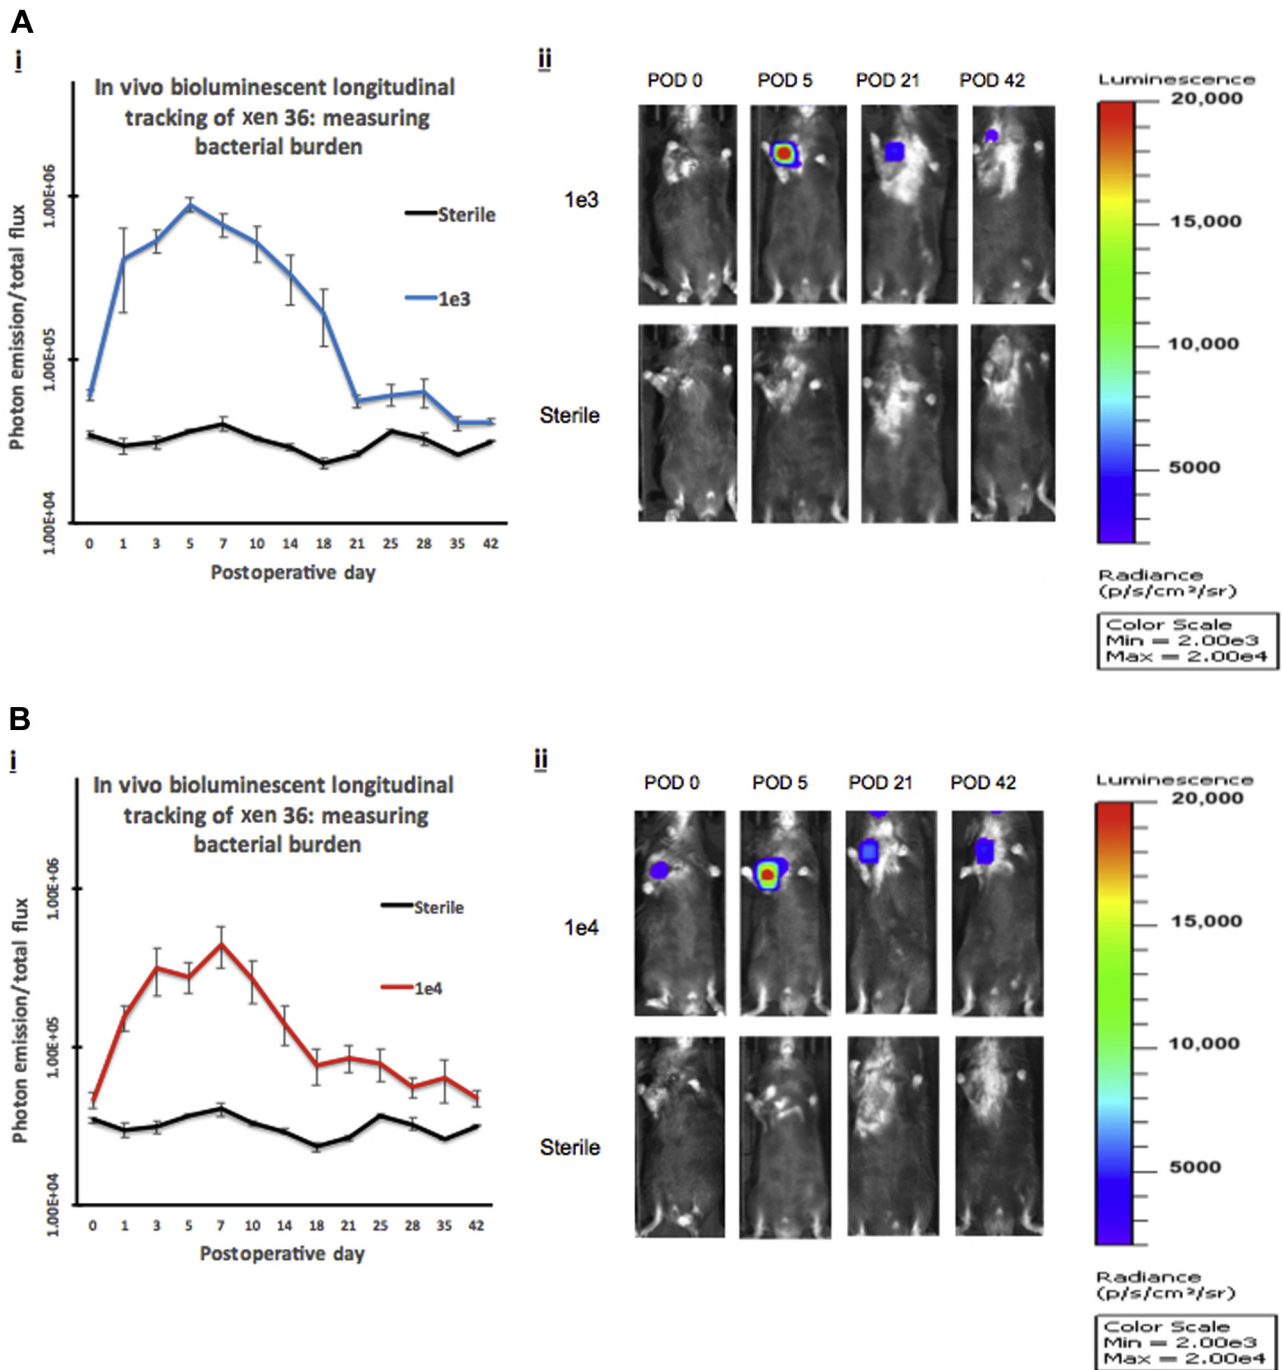 A
i
In vivo bioluminescent longitudinal
tracking of xen 36: measuring
bacterial burden
Photon emission/total flux
1.00E+06
1.00E+05
1.00E+04
Sterile
1e3
0 1 3 5 7 10 14 18 21 25 28 35 42
Postoperative day
ii
POD 0 POD 5 POD 21 POD 42
1e3
Sterile
Luminescence
20,000
15,000
10,000
5000
Radiance
(p/s/cm²/sr)
Color Scale
Min = 2.00e3
Max = 2.00e4
B
i
In vivo bioluminescent longitudinal
tracking of xen 36: measuring
bacterial burden
Photon emission/total flux
1.00E+06
1.00E+05
1.00E+04
Sterile
1e4
0 1 3 5 7 10 14 18 21 25 28 35 42
Postoperative day
ii
POD 0 POD 5 POD 21 POD 42
1e4
Sterile
Luminescence
20,000
15,000
10,000
5000
Radiance
(p/s/cm²/sr)
Color Scale
Min = 2.00e3
Max = 2.00e4